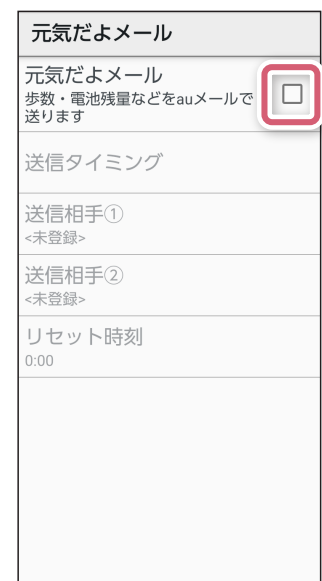 元気だよメール
元気だよメール
歩数・電池残量などをauメールで
送ります
送信タイミング
送信相手①
<未登録>
送信相手②
<未登録>
リセット時刻
0:00